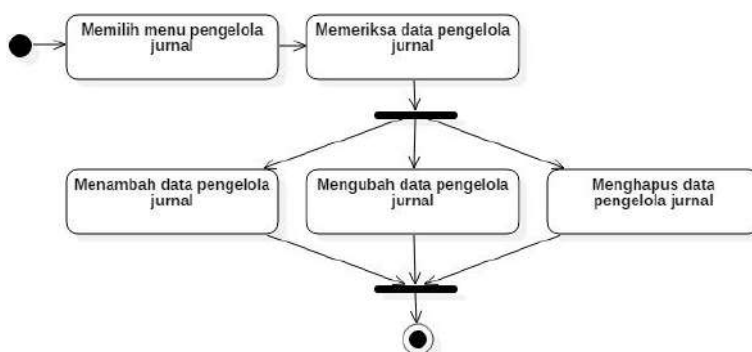 Memilih menu pengelola
jurnal
Memeriksa data pengelola
jurnal
Menambah data pengelola
jurnal
Mengubah data pengelola
jurnal
Menghapus data
pengelola jurnal